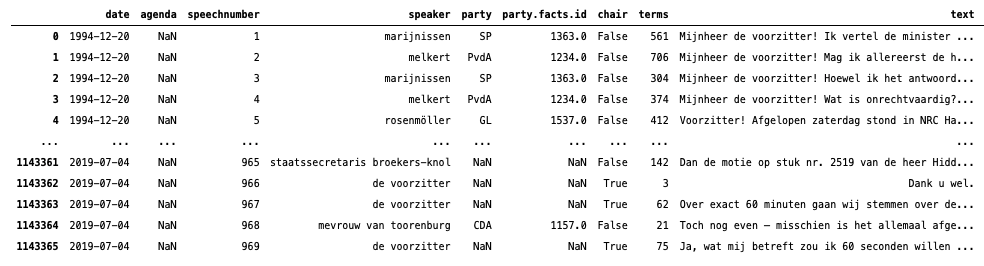 date agenda speechnumber speaker party party.facts.id chair terms text
0 1994-12-20 NaN 1 marijnissen SP 1363.0 False 561 Mijnheer de voorzitter! Ik vertel de minister ...
1 1994-12-20 NaN 2 melkert PvdA 1234.0 False 706 Mijnheer de voorzitter! Mag ik allereerst de h...
2 1994-12-20 NaN 3 marijnissen SP 1363.0 False 304 Mijnheer de voorzitter! Hoewel ik het antwoord...
3 1994-12-20 NaN 4 melkert PvdA 1234.0 False 374 Mijnheer de voorzitter! Wat is onrechtvaardig?...
4 1994-12-20 NaN 5 rosenmöller GL 1537.0 False 412 Voorzitter! Afgelopen zaterdag stond in NRC Ha...
... ... ... ... ... ... ... ... ... ...
1143361 2019-07-04 NaN 965 staatssecretaris broekers-knol NaN NaN False 142 Dan de motie op stuk nr. 2519 van de heer Hidd...
1143362 2019-07-04 NaN 966 de voorzitter NaN NaN True 3 Dank u wel.
1143363 2019-07-04 NaN 967 de voorzitter NaN NaN True 62 Over exact 60 minuten gaan wij stemmen over de...
1143364 2019-07-04 NaN 968 mevrouw van toorenburg CDA 1157.0 False 21 Toch nog even — misschien is het allemaal afge...
1143365 2019-07-04 NaN 969 de voorzitter NaN NaN True 75 Ja, wat mij betreft zou ik 60 seconden willen ...